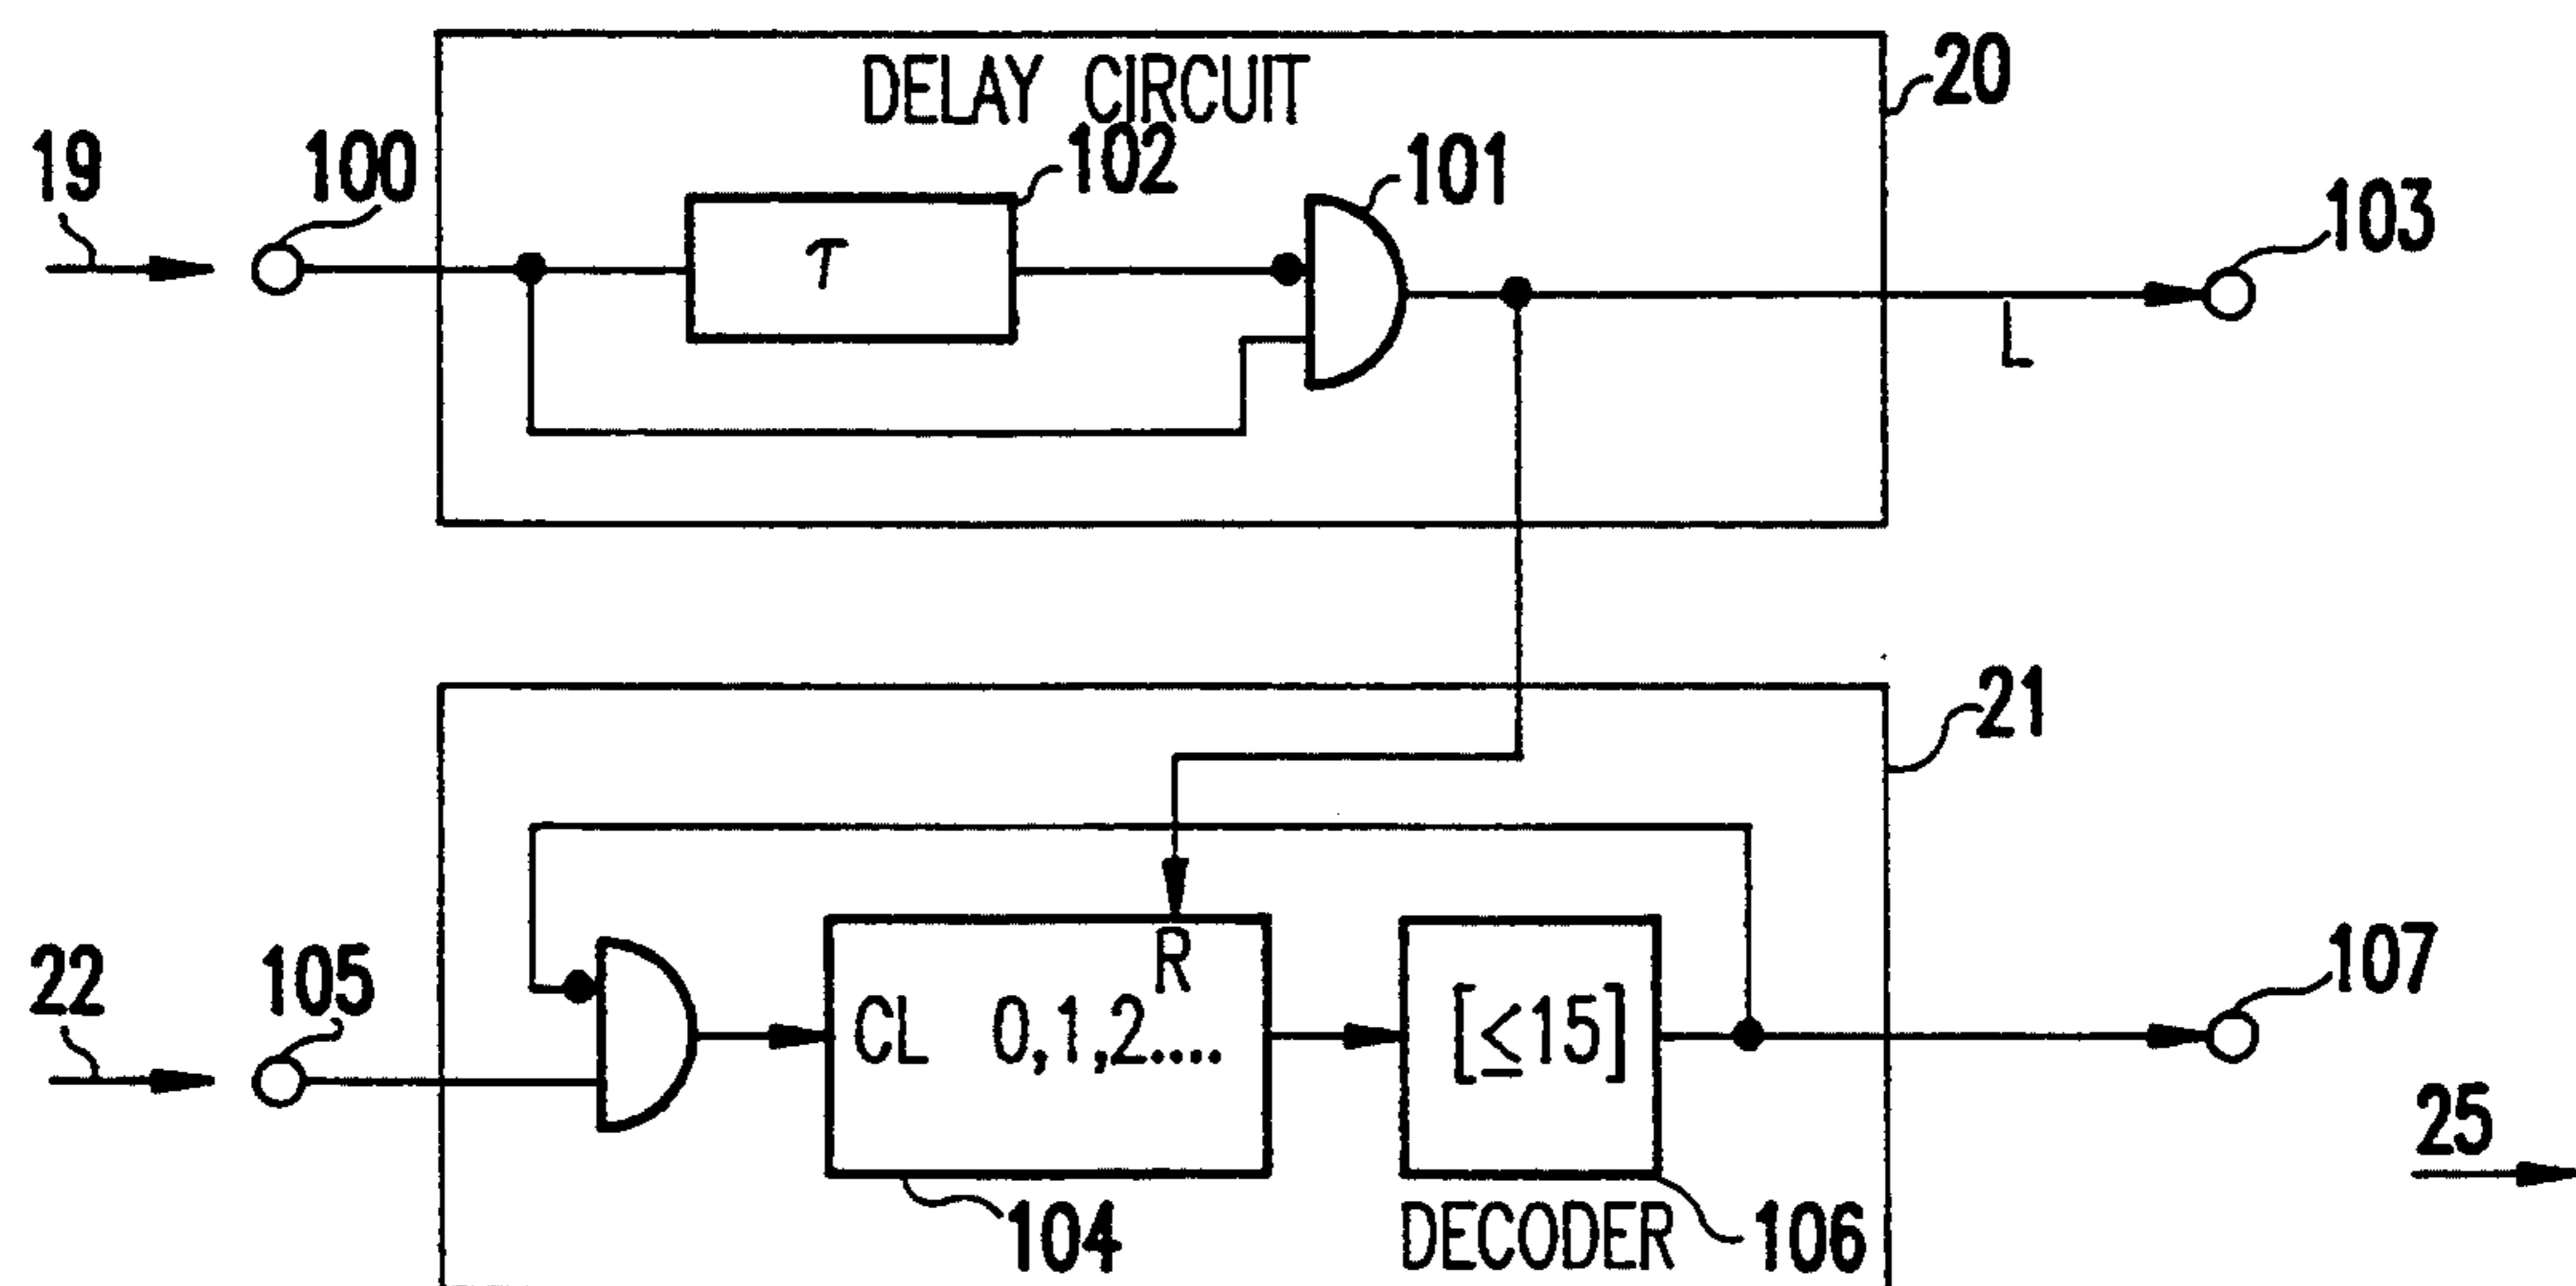 DELAY CIRCUIT
20
19
100
102
101
103
τ
L
21
22
105
R
CL 0,1,2....
[≤15]
107
25
104
DECODER
106